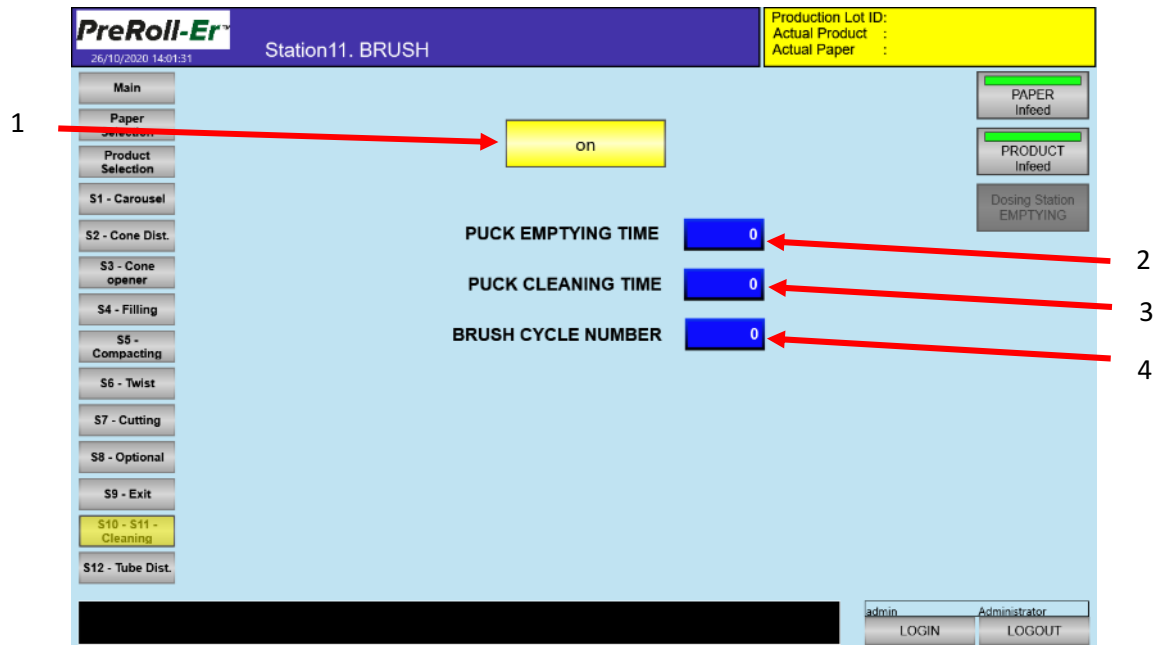 PreRoll-Er™
26/10/2020 14:01:31
Station11. BRUSH
Production Lot ID:
Actual Product :
Actual Paper :
Main
Paper
Selection
Product
Selection
S1 - Carousel
S2 - Cone Dist.
S3 - Cone
opener
S4 - Filling
S5 -
Compacting
S6 - Twist
S7 - Cutting
S8 - Optional
S9 - Exit
S10 - S11 -
Cleaning
S12 - Tube Dist.
1
on
PUCK EMPTYING TIME 0
PUCK CLEANING TIME 0
BRUSH CYCLE NUMBER 0
PAPER
Infeed
PRODUCT
Infeed
Dosing Station
EMPTYING
2
3
4
admin Administrator
LOGIN LOGOUT